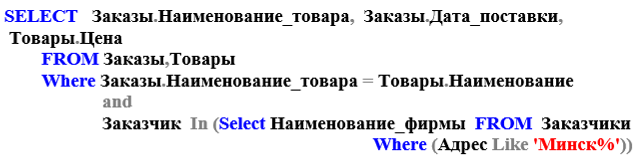 SELECT Заказы.Наименование_товара, Заказы.Дата_поставки,
Товары.Цена
FROM Заказы,Товары
Where Заказы.Наименование_товара = Товары.Наименование
and
Заказчик In (Select Наименование_фирмы FROM Заказчики
Where (Адрес Like 'Минск%'))